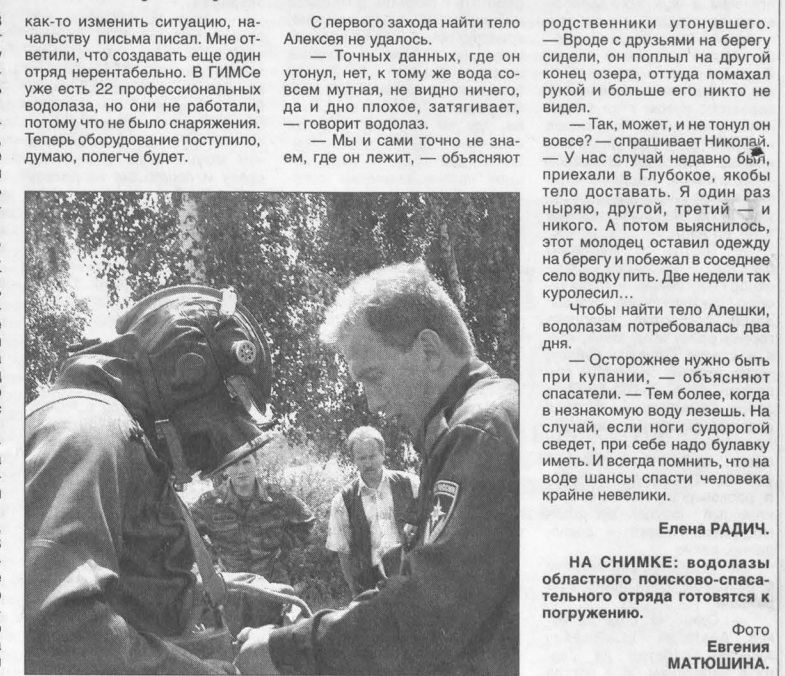 как-то изменить ситуацию, на-
чальству письма писал. Мне от-
ветили, что создавать еще один
отряд нерентабельно. В ГИМСе
уже есть 22 профессиональных
водолаза, но они не работали,
потому что не было снаряжения.
Теперь оборудование поступило,
думаю, полегче будет.
С первого захода найти тело
Алексея не удалось.
— Точных данных, где он
утонул, нет, к тому же вода со-
всем мутная, не видно ничего,
да и дно плохое, затягивает,
— говорит водолаз.
— Мы и сами точно не зна-
ем, где он лежит, — объясняют
родственники утонувшего.
— Вроде с друзьями на берегу
сидели, он поплыл на другой
конец озера, оттуда помахал
рукой и больше его никто не
видел.
— Так, может, и не тонул он
вовсе? — спрашивает Николай.
— У нас случай недавно был,
приехали в Глубокое, якобы
тело доставать. Я один раз
ныряю, другой, третий — и
никого. А потом выяснилось,
этот молодец оставил одежду
на берегу и побежал в соседнее
село водку пить. Две недели так
куролесил...
Чтобы найти тело Алешки,
водолазам потребовалась два
дня.
— Осторожнее нужно быть
при купании, — объясняют
спасатели. — Тем более, когда
в незнакомую воду лезешь. На
случай, если ноги судорогой
сведет, при себе надо булавку
иметь. И всегда помнить, что на
воде шансы спасти человека
крайне невелики.
Елена РАДИЧ.
НА СНИМКЕ: водолазы
областного поисково-спаса-
тельного отряда готовятся к
погружению.
Фото
Евгения
МАТЮШИНА.